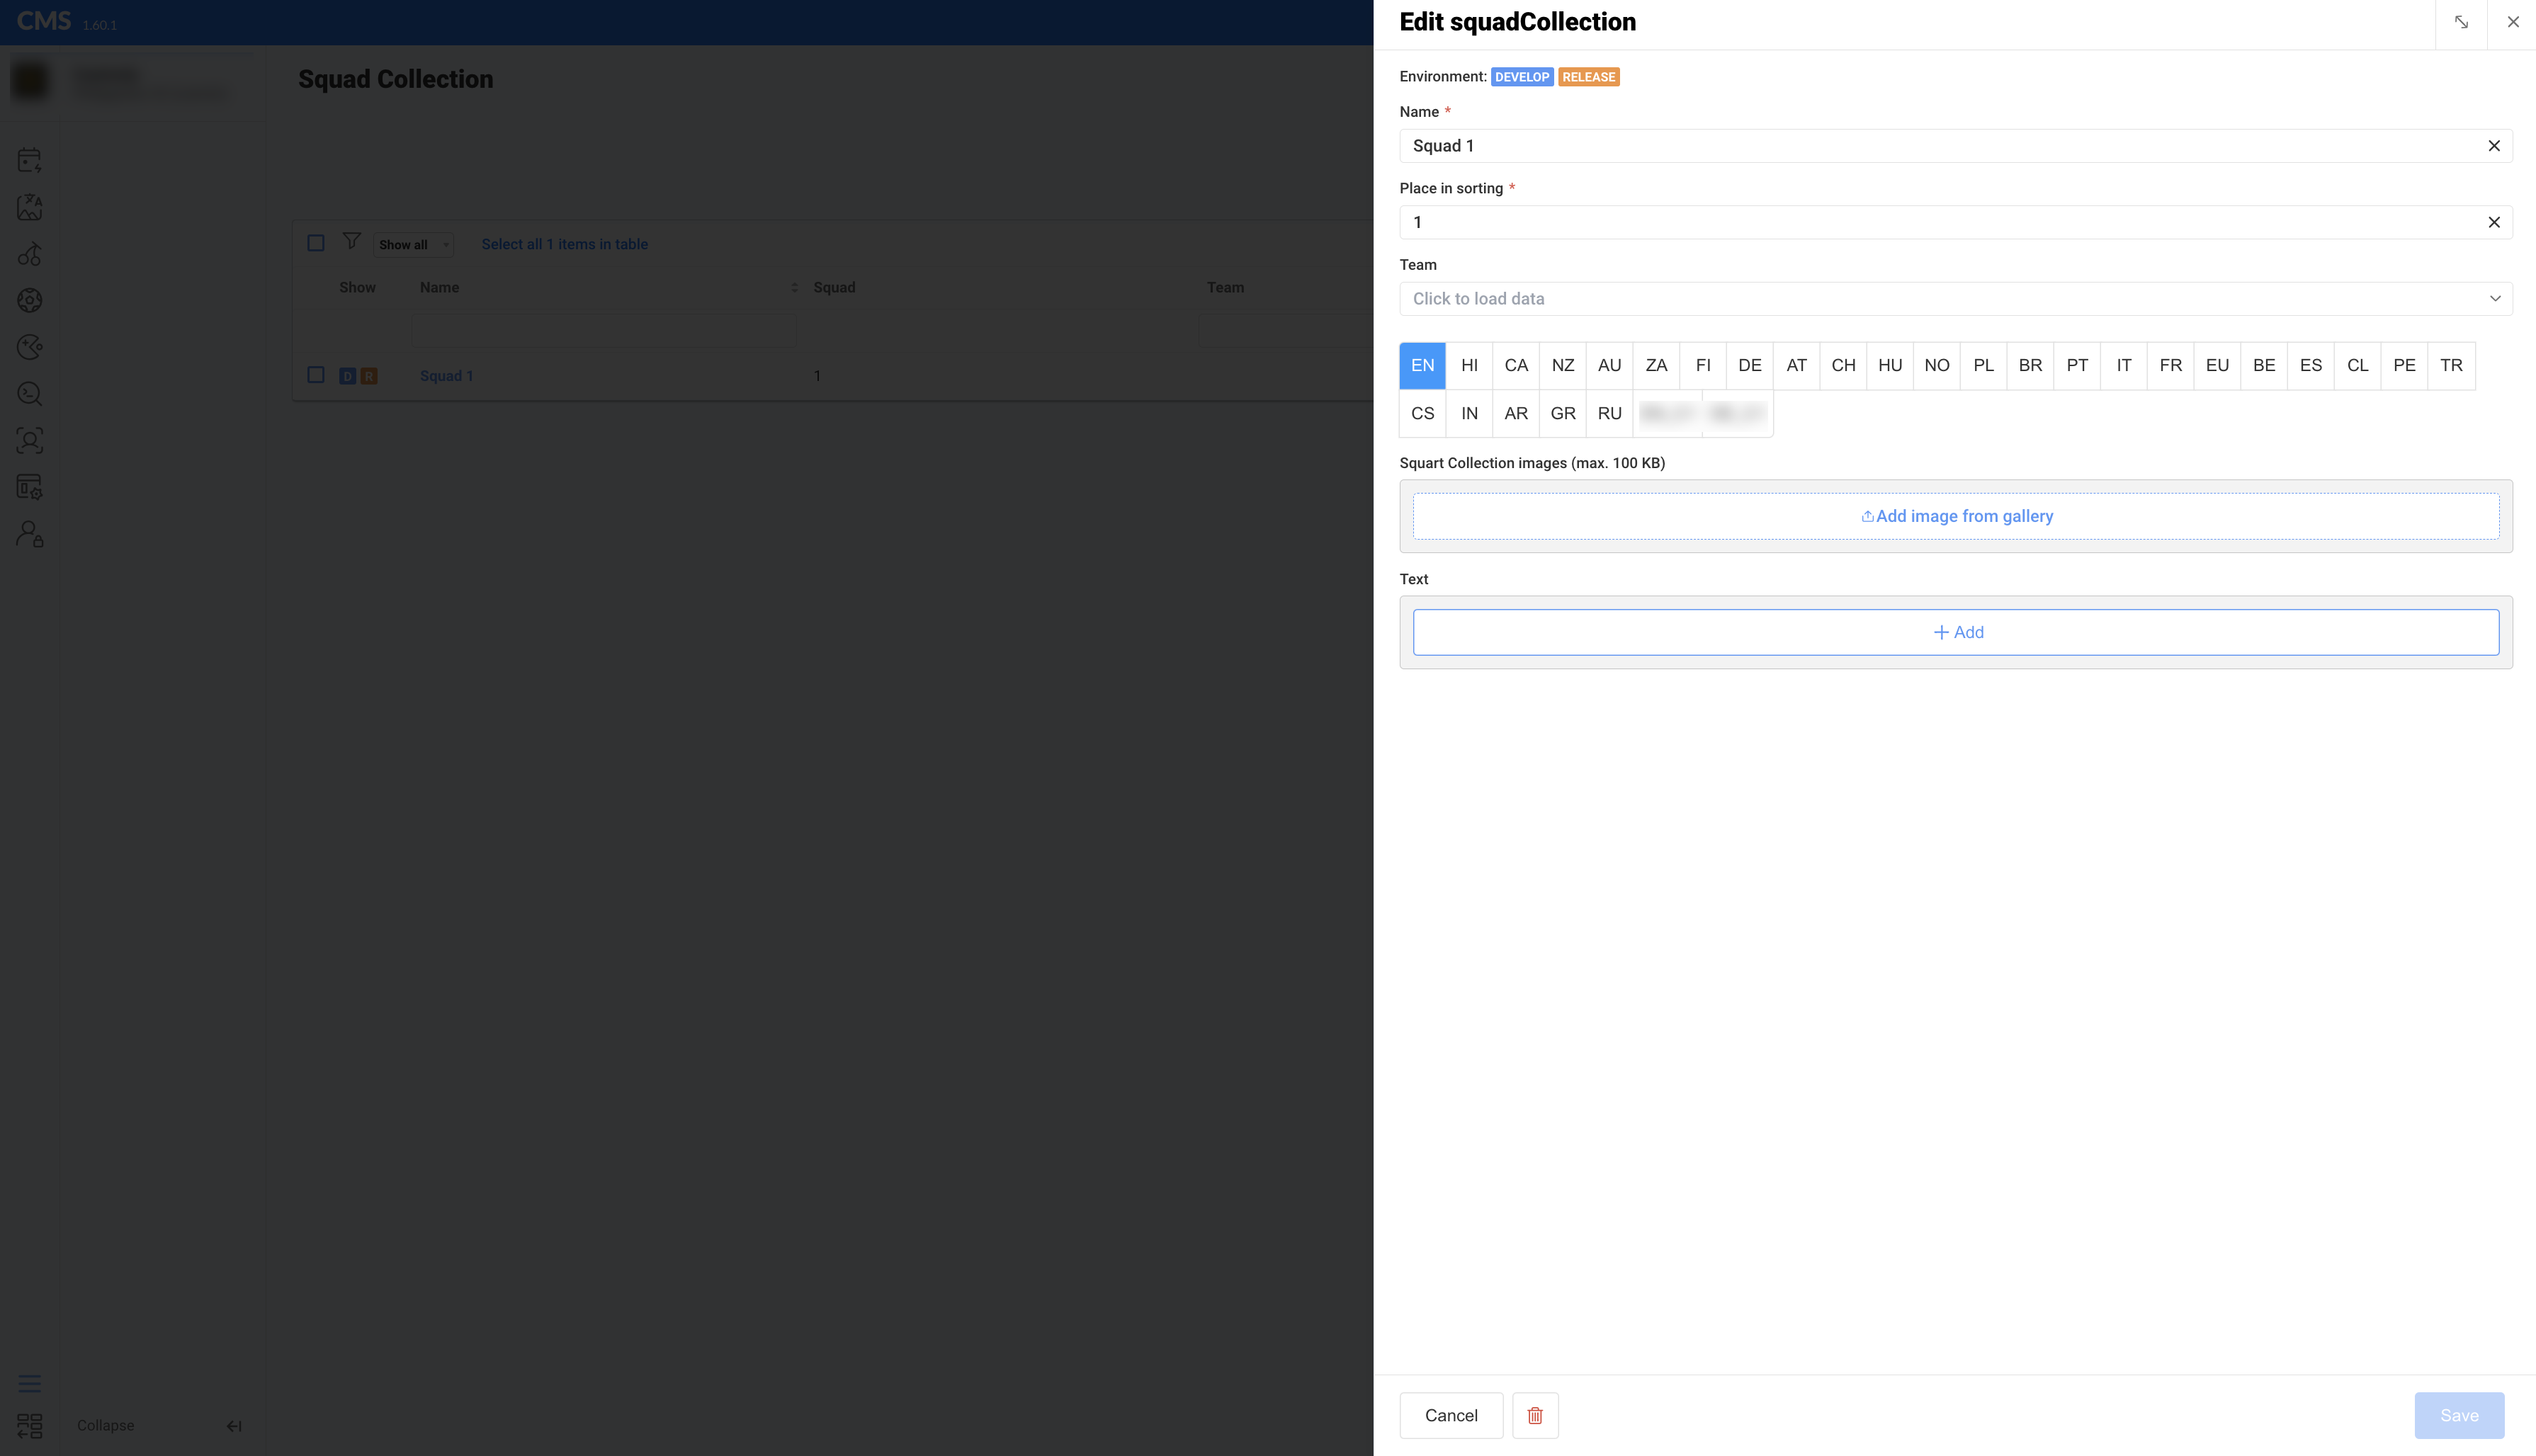 CMS 1.60.1
Squad Collection
Show all
Select all 1 items in table
Show Name Squad Team
D R Squad 1 1
Collapse
Edit squadCollection
Environment: DEVELOP RELEASE
Name *
Squad 1
Place in sorting *
1
Team
Click to load data
EN HI CA NZ AU ZA FI DE AT CH HU NO PL BR PT IT FR EU BE ES CL PE TR
CS IN AR GR RU
Squart Collection images (max. 100 KB)
Add image from gallery
Text
Add
Cancel
Save